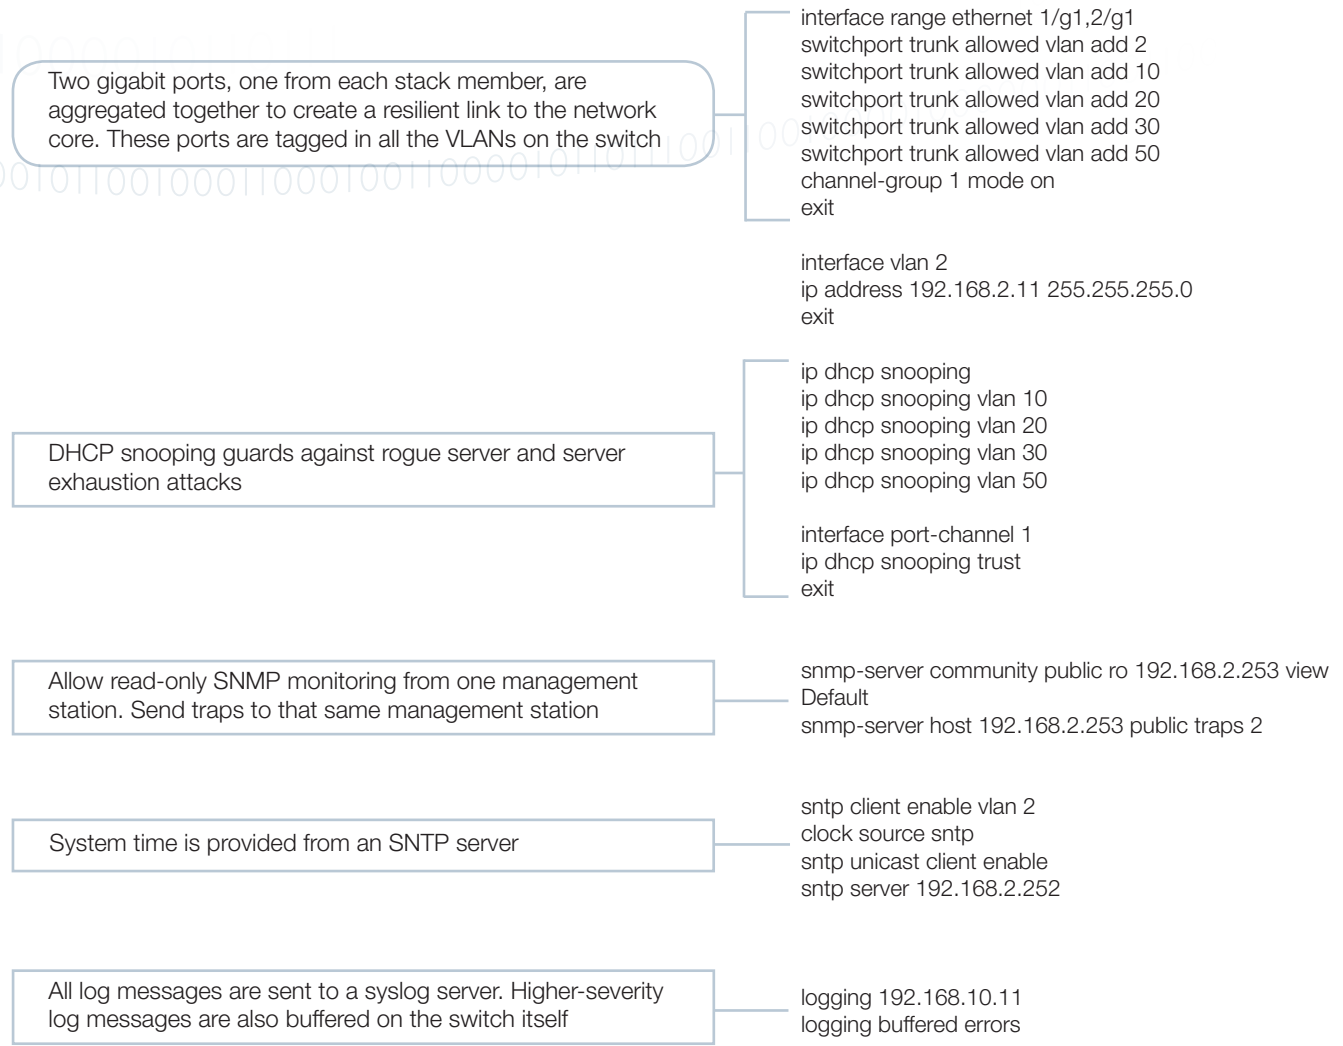 Two gigabit ports, one from each stack member, are
aggregated together to create a resilient link to the network
core. These ports are tagged in all the VLANs on the switch
interface range ethernet 1/g1,2/g1
switchport trunk allowed vlan add 2
switchport trunk allowed vlan add 10
switchport trunk allowed vlan add 20
switchport trunk allowed vlan add 30
switchport trunk allowed vlan add 50
channel-group 1 mode on
exit
interface vlan 2
ip address 192.168.2.11 255.255.255.0
exit
DHCP snooping guards against rogue server and server
exhaustion attacks
ip dhcp snooping
ip dhcp snooping vlan 10
ip dhcp snooping vlan 20
ip dhcp snooping vlan 30
ip dhcp snooping vlan 50
interface port-channel 1
ip dhcp snooping trust
exit
Allow read-only SNMP monitoring from one management
station. Send traps to that same management station
snmp-server community public ro 192.168.2.253 view
Default
snmp-server host 192.168.2.253 public traps 2
System time is provided from an SNTP server
sntp client enable vlan 2
clock source sntp
sntp unicast client enable
sntp server 192.168.2.252
All log messages are sent to a syslog server. Higher-severity
log messages are also buffered on the switch itself
logging 192.168.10.11
logging buffered errors